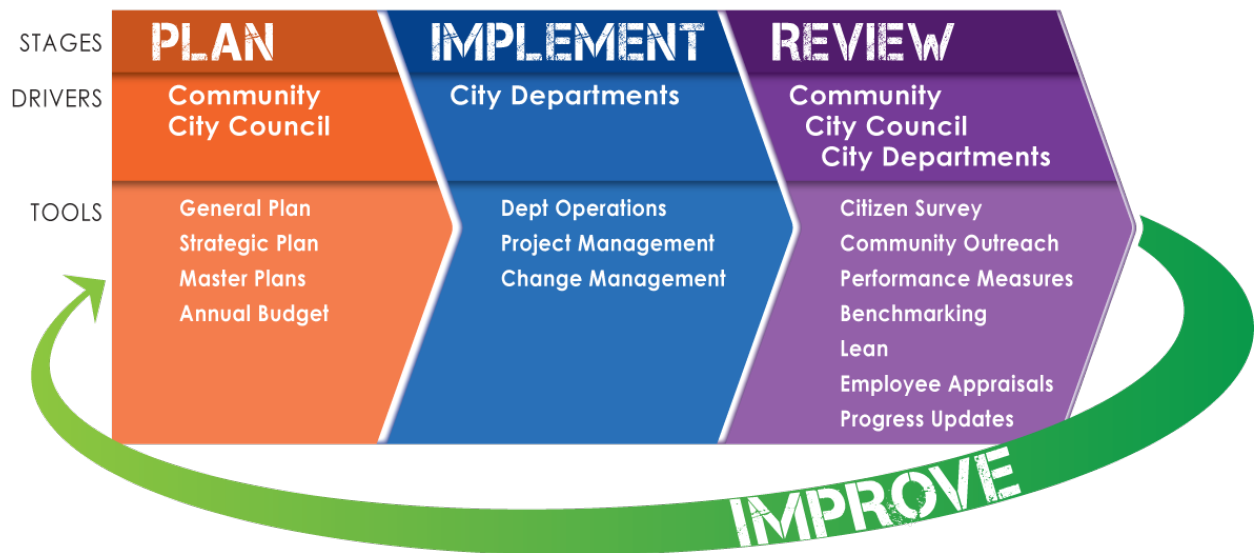 STAGES
PLAN
IMPLEMENT
REVIEW
DRIVERS
Community
City Council
City Departments
Community
City Council
City Departments
TOOLS
General Plan
Strategic Plan
Master Plans
Annual Budget
Dept Operations
Project Management
Change Management
Citizen Survey
Community Outreach
Performance Measures
Benchmarking
Lean
Employee Appraisals
Progress Updates
IMPROVE